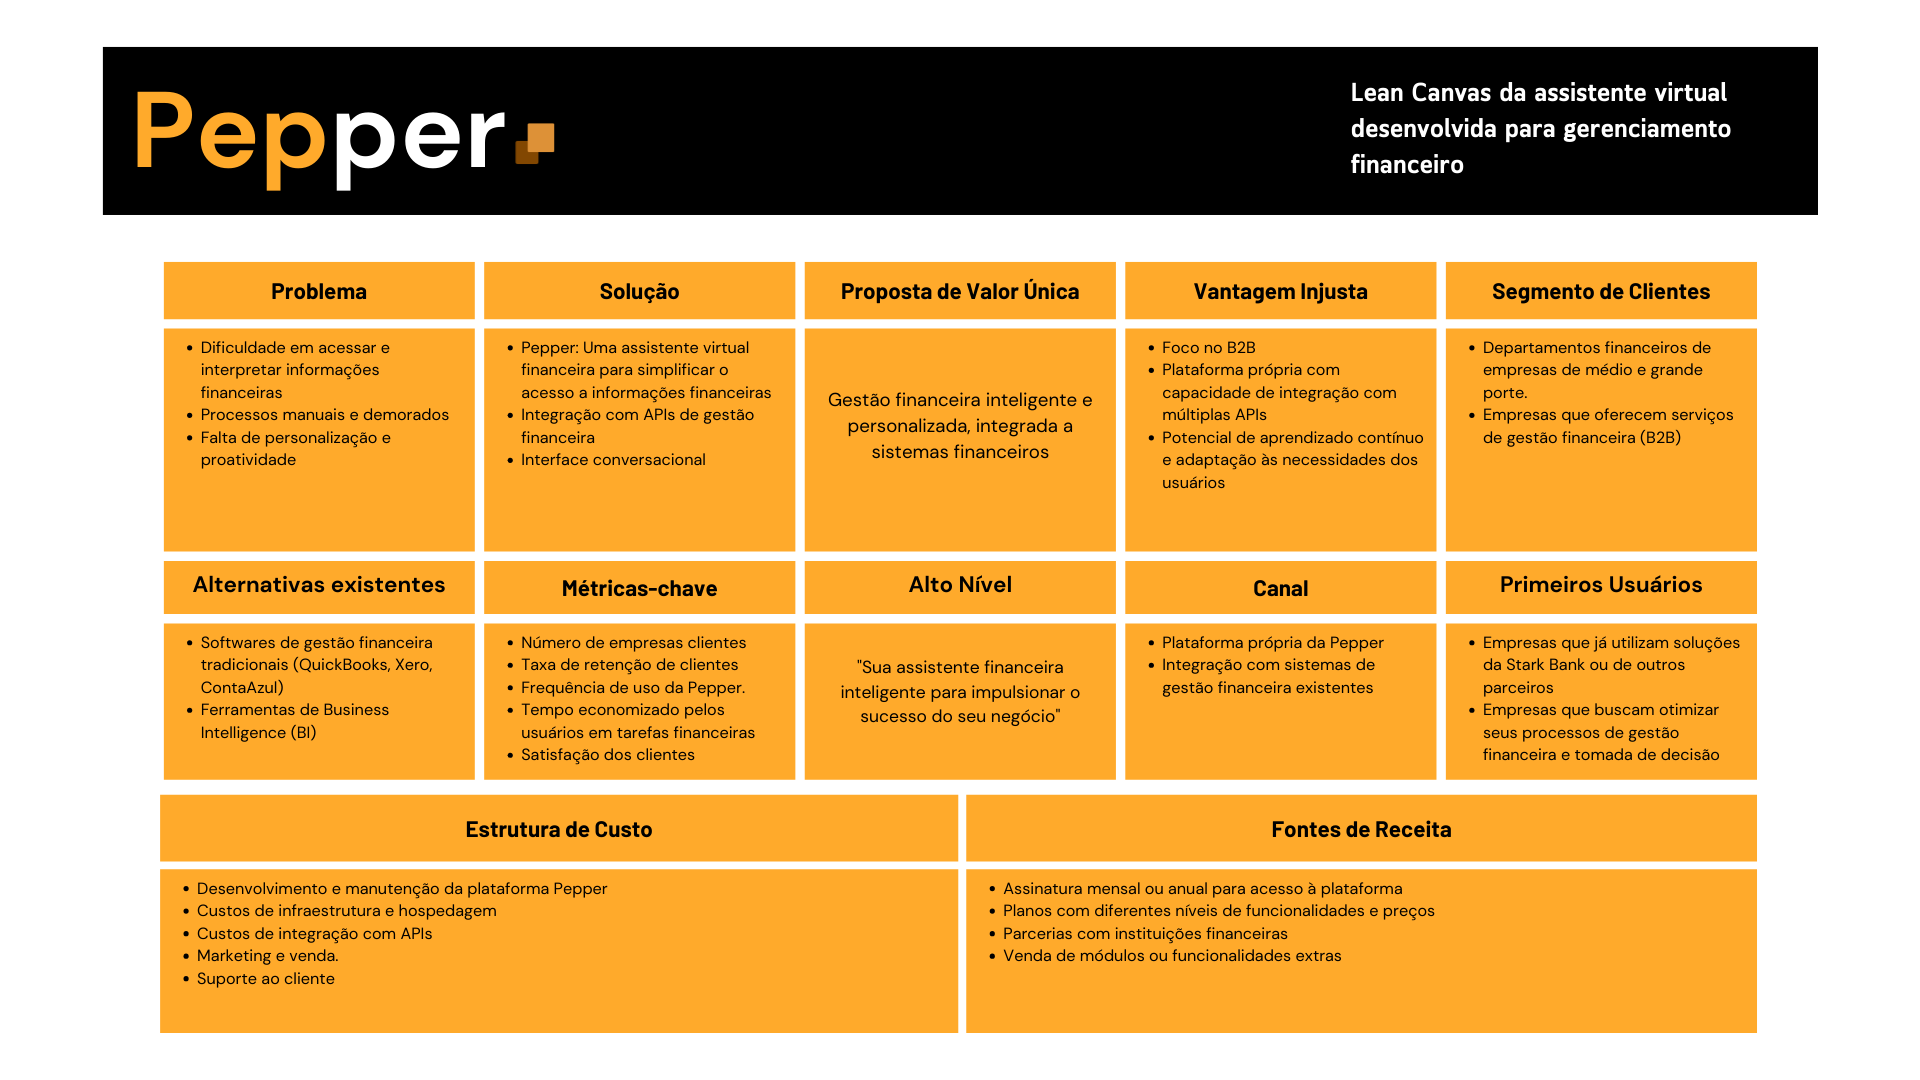 Pepper
Lean Canvas da assistente virtual
desenvolvida para gerenciamento
financeiro
Problema
• Dificuldade em acessar e
interpretar informações
financeiras
• Processos manuais e demorados
• Falta de personalização e
proatividade
Solução
• Pepper: Uma assistente virtual
financeira para simplificar o
acesso a informações financeiras
• Integração com APIs de gestão
financeira
• Interface conversacional
Proposta de Valor Única
Gestão financeira inteligente e
personalizada, integrada a
sistemas financeiros
Vantagem Injusta
• Foco no B2B
• Plataforma própria com
capacidade de integração com
múltiplas APIs
• Potencial de aprendizado contínuo
e adaptação às necessidades dos
usuários
Segmento de Clientes
• Departamentos financeiros de
empresas de médio e grande
porte.
• Empresas que oferecem serviços
de gestão financeira (B2B)
Alternativas existentes
• Softwares de gestão financeira
tradicionais (QuickBooks, Xero,
ContaAzul)
• Ferramentas de Business
Intelligence (BI)
Métricas-chave
• Número de empresas clientes
• Taxa de retenção de clientes
• Frequência de uso da Pepper.
• Tempo economizado pelos
usuários em tarefas financeiras
• Satisfação dos clientes
Alto Nível
"Sua assistente financeira
inteligente para impulsionar o
sucesso do seu negócio"
Canal
• Plataforma própria da Pepper
• Integração com sistemas de
gestão financeira existentes
Primeiros Usuários
• Empresas que já utilizam soluções
da Stark Bank ou de outros
parceiros
• Empresas que buscam otimizar
seus processos de gestão
financeira e tomada de decisão
Estrutura de Custo
• Desenvolvimento e manutenção da plataforma Pepper
• Custos de infraestrutura e hospedagem
• Custos de integração com APIs
• Marketing e venda.
• Suporte ao cliente
Fontes de Receita
• Assinatura mensal ou anual para acesso à plataforma
• Planos com diferentes níveis de funcionalidades e preços
• Parcerias com instituições financeiras
• Venda de módulos ou funcionalidades extras